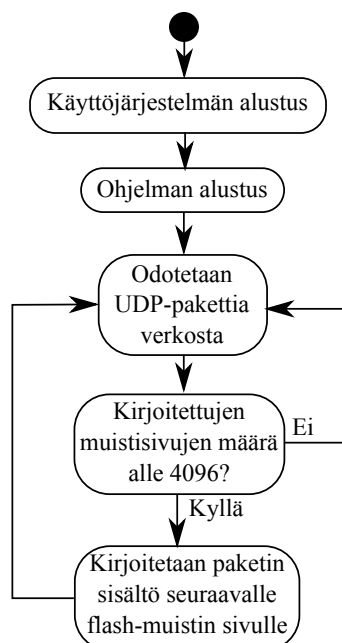 Käyttöjärjestelmän alustus
Ohjelman alustus
Odotetaan
UDP-pakettia
verkosta
Kirjoitettujen
muistisivujen määrä
alle 4096?
Ei
Kyllä
Kirjoitetaan paketin
sisältö seuraavalle
flash-muistin sivulle